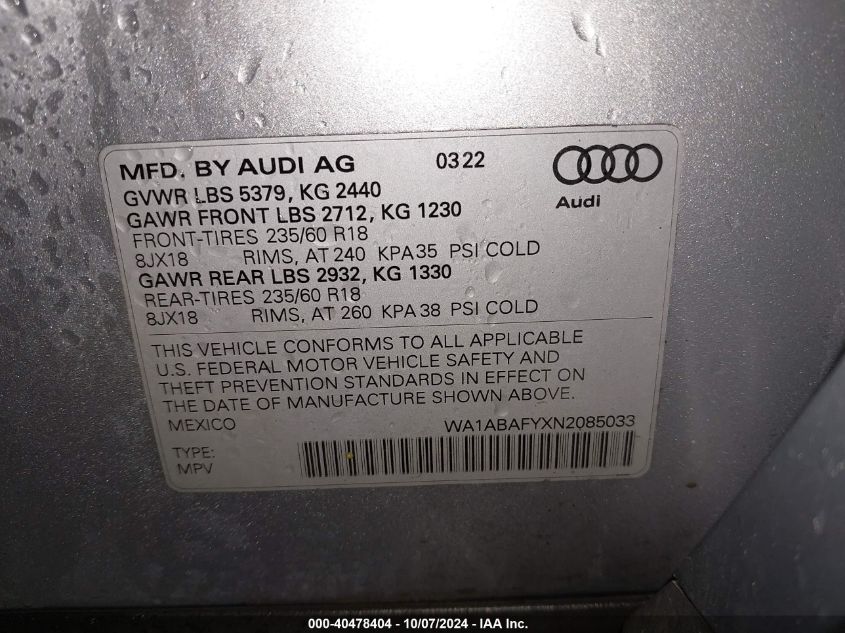 MFD. BY AUDI AG 0322
GVWR LBS 5379, KG 2440
GAWR FRONT LBS 2712, KG 1230
Audi
FRONT-TIRES 235/60 R18
8JX18 RIMS, AT 240 KPA35 PSI COLD
GAWR REAR LBS 2932, KG 1330
REAR-TIRES 235/60 R18
8JX18 RIMS, AT 260 KPA 38 PSI COLD
THIS VEHICLE CONFORMS TO ALL APPLICABLE
U.S. FEDERAL MOTOR VEHICLE SAFETY AND
THEFT PREVENTION STANDARDS IN EFFECT ON
THE DATE OF MANUFACTURE SHOWN ABOVE.
MEXICO WA1ABAFYXN2085033
TYPE:
MPV
000-40478404 - 10/07/2024 - IAA Inc.